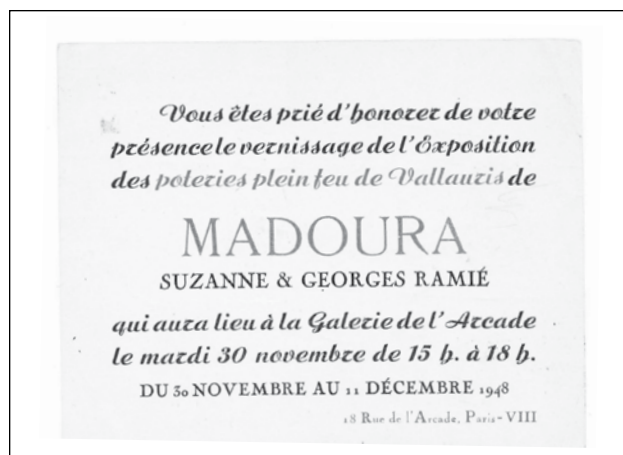 Vous êtes prié d'honorer de votre
présence le vernissage de l'Exposition
des poteries plein feu de Vallauris de
MADOURA
SUZANNE & GEORGES RAMIÉ
qui aura lieu à la Galerie de l'Arcade
le mardi 30 novembre de 15 h. à 18 h.
DU 30 NOVEMBRE AU 11 DÉCEMBRE 1948
18 Rue de l'Arcade, Paris-VIII